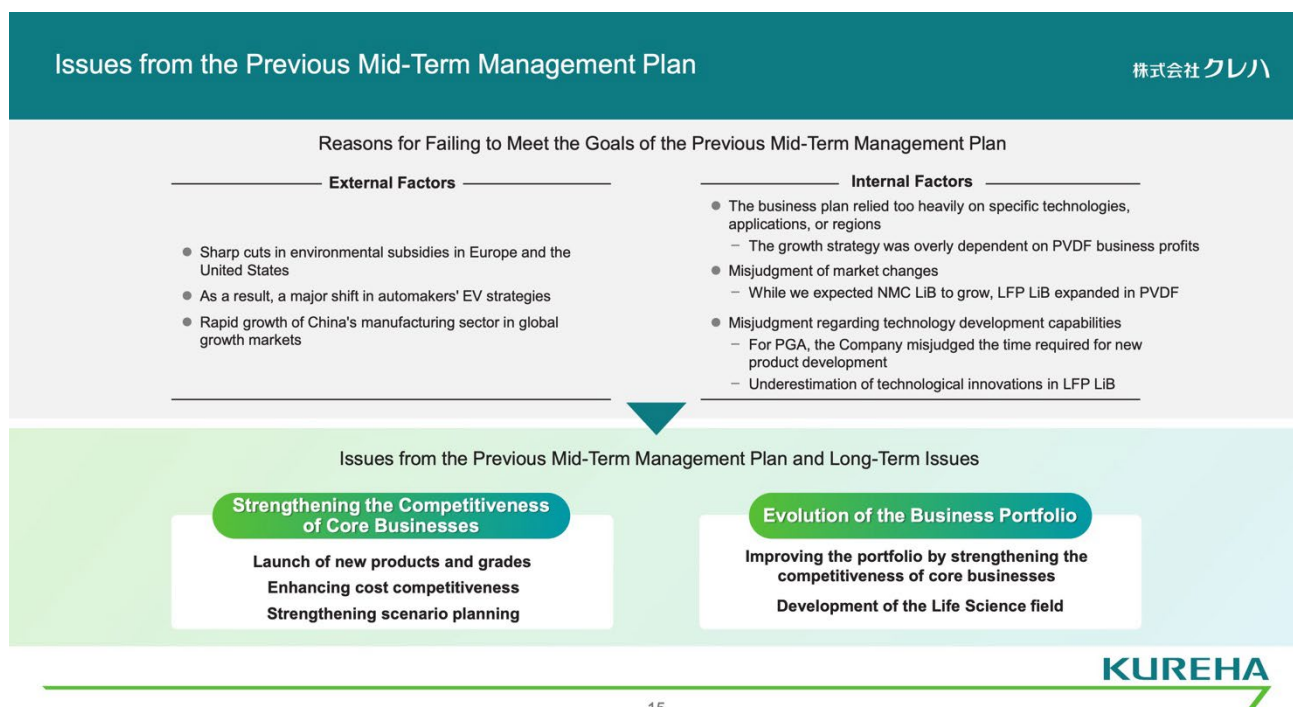 Issues from the Previous Mid-Term Management Plan
株式会社クレハ
Reasons for Failing to Meet the Goals of the Previous Mid-Term Management Plan
External Factors
● Sharp cuts in environmental subsidies in Europe and the
United States
● As a result, a major shift in automakers' EV strategies
● Rapid growth of China's manufacturing sector in global
growth markets
Internal Factors
● The business plan relied too heavily on specific technologies,
applications, or regions
− The growth strategy was overly dependent on PVDF business profits
● Misjudgment of market changes
− While we expected NMC LiB to grow, LFP LiB expanded in PVDF
● Misjudgment regarding technology development capabilities
− For PGA, the Company misjudged the time required for new
product development
− Underestimation of technological innovations in LFP LiB
Issues from the Previous Mid-Term Management Plan and Long-Term Issues
Strengthening the Competitiveness
of Core Businesses
Launch of new products and grades
Enhancing cost competitiveness
Strengthening scenario planning
Evolution of the Business Portfolio
Improving the portfolio by strengthening the
competitiveness of core businesses
Development of the Life Science field
KUREHA
15